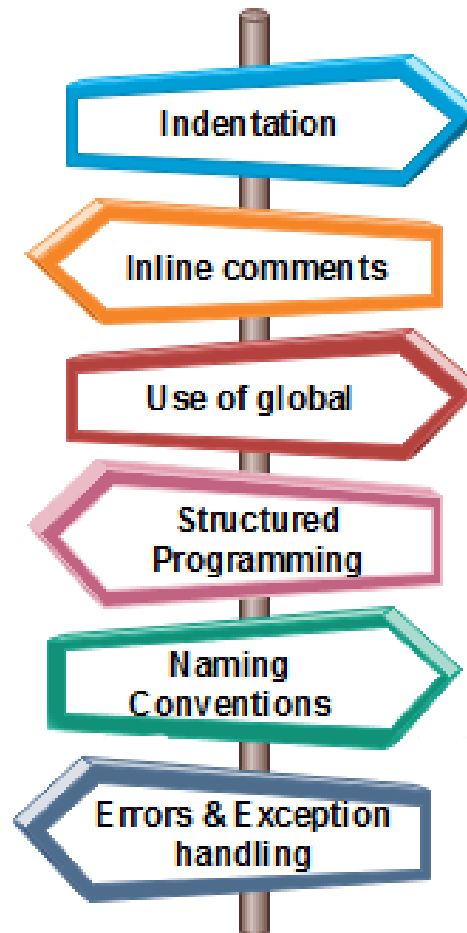 Indentation
Inline comments
Use of global
Structured
Programming
Naming
Conventions
Errors & Exception
handling